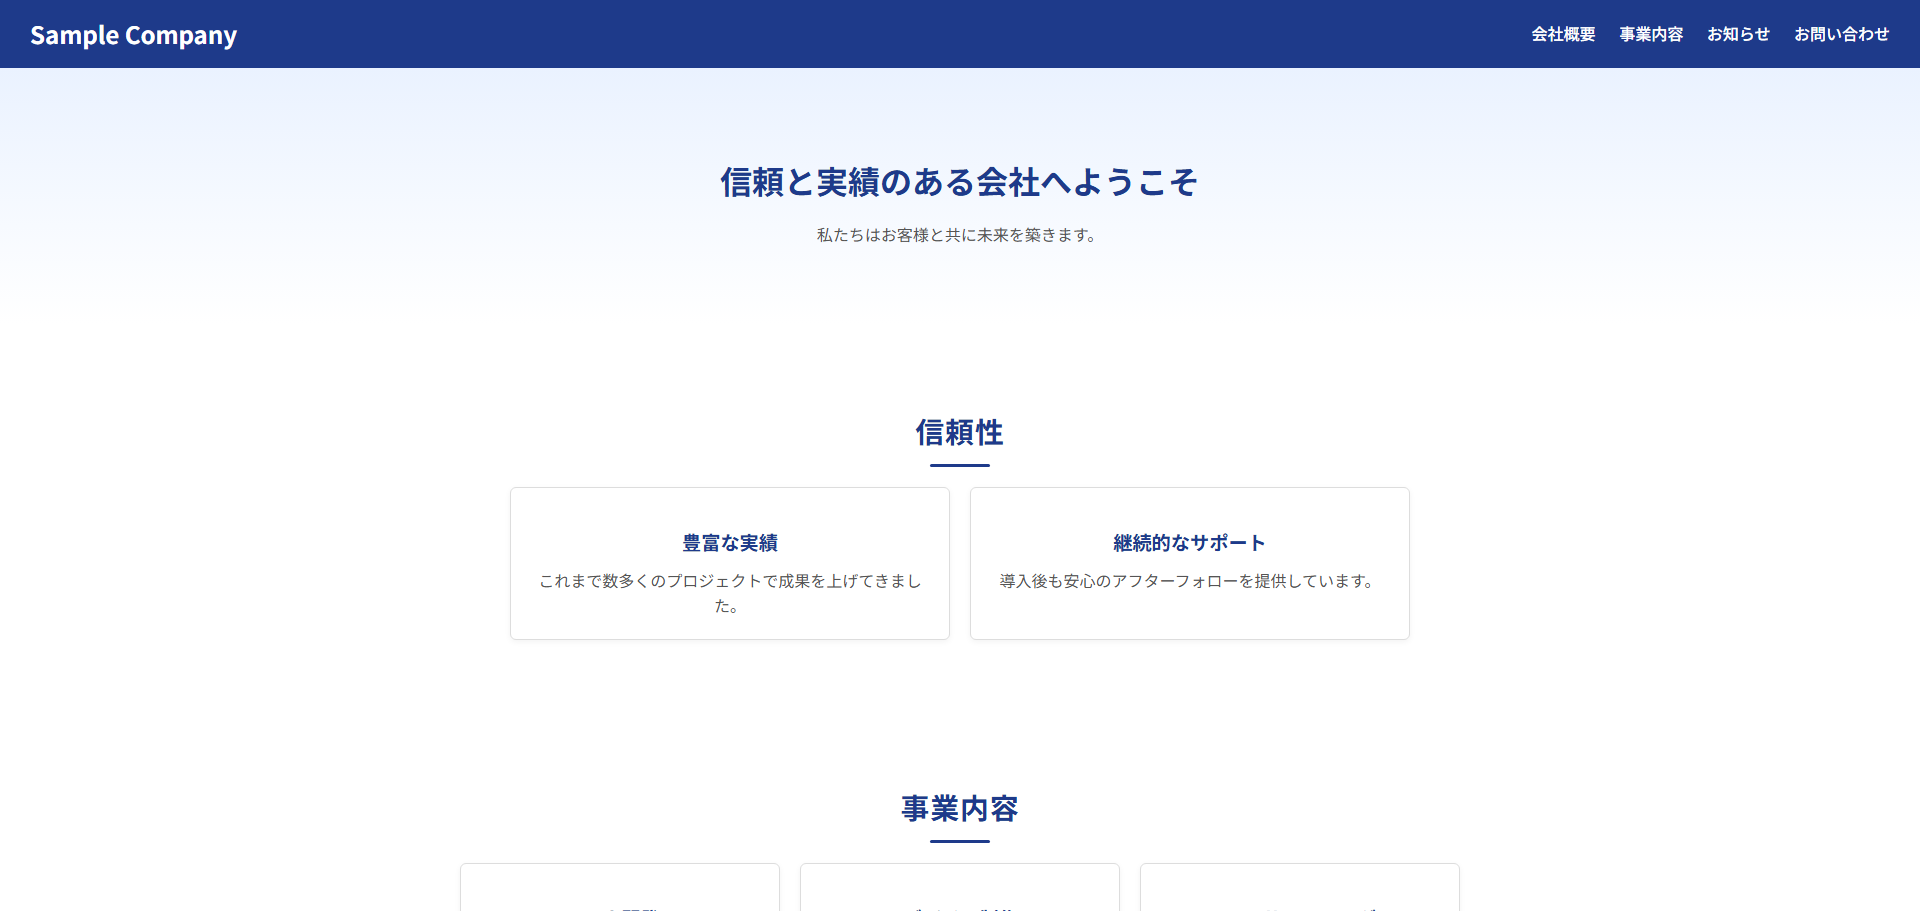 Sample Company
会社概要 事業内容 お知らせ お問い合わせ
信頼と実績のある会社へようこそ
私たちはお客様と共に未来を築きます。
信頼性
豊富な実績
これまで数多くのプロジェクトで成果を上げてきまし
た。
継続的なサポート
導入後も安心のアフターフォローを提供しています。
事業内容